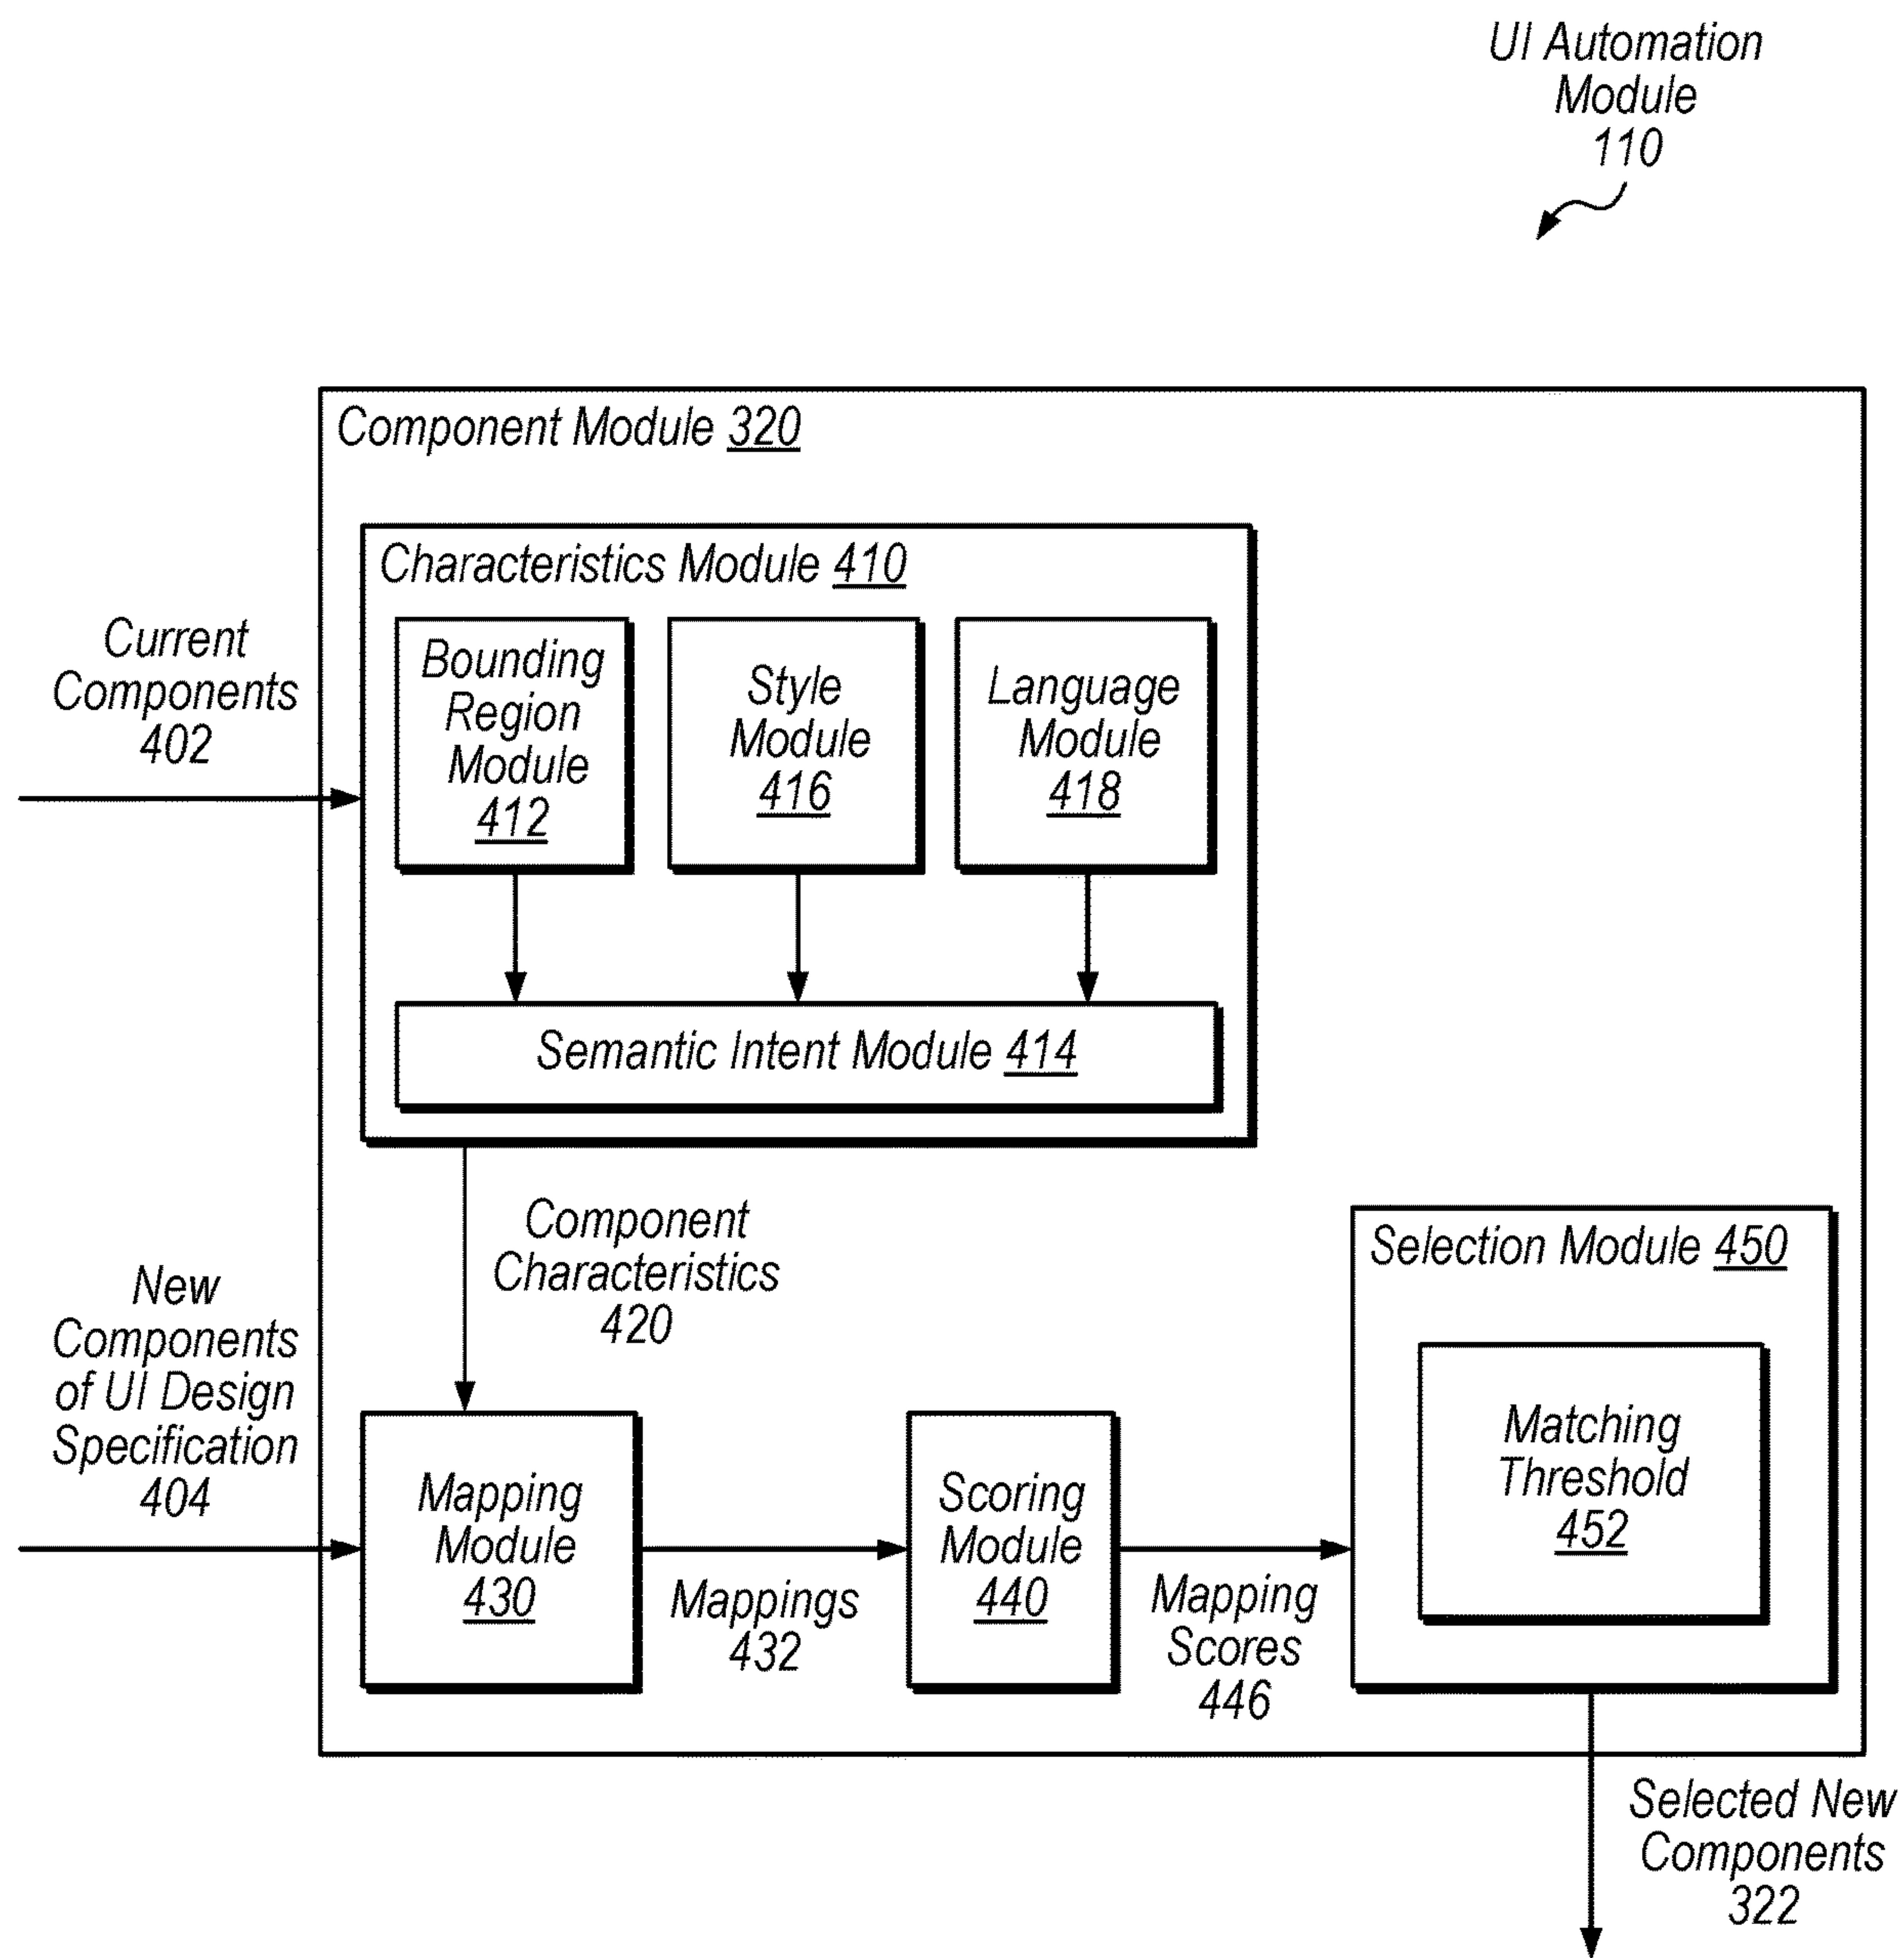 UI Automation
Module
110
Component Module 320
Characteristics Module 410
Current
Components
402
Bounding
Region
Module
412
Style
Module
416
Language
Module
418
Semantic Intent Module 414
Component
Characteristics
420
New
Components
of UI Design
Specification
404
Mapping
Module
430
Mappings
432
Scoring
Module
440
Mapping
Scores
446
Selection Module 450
Matching
Threshold
452
Selected New
Components
322